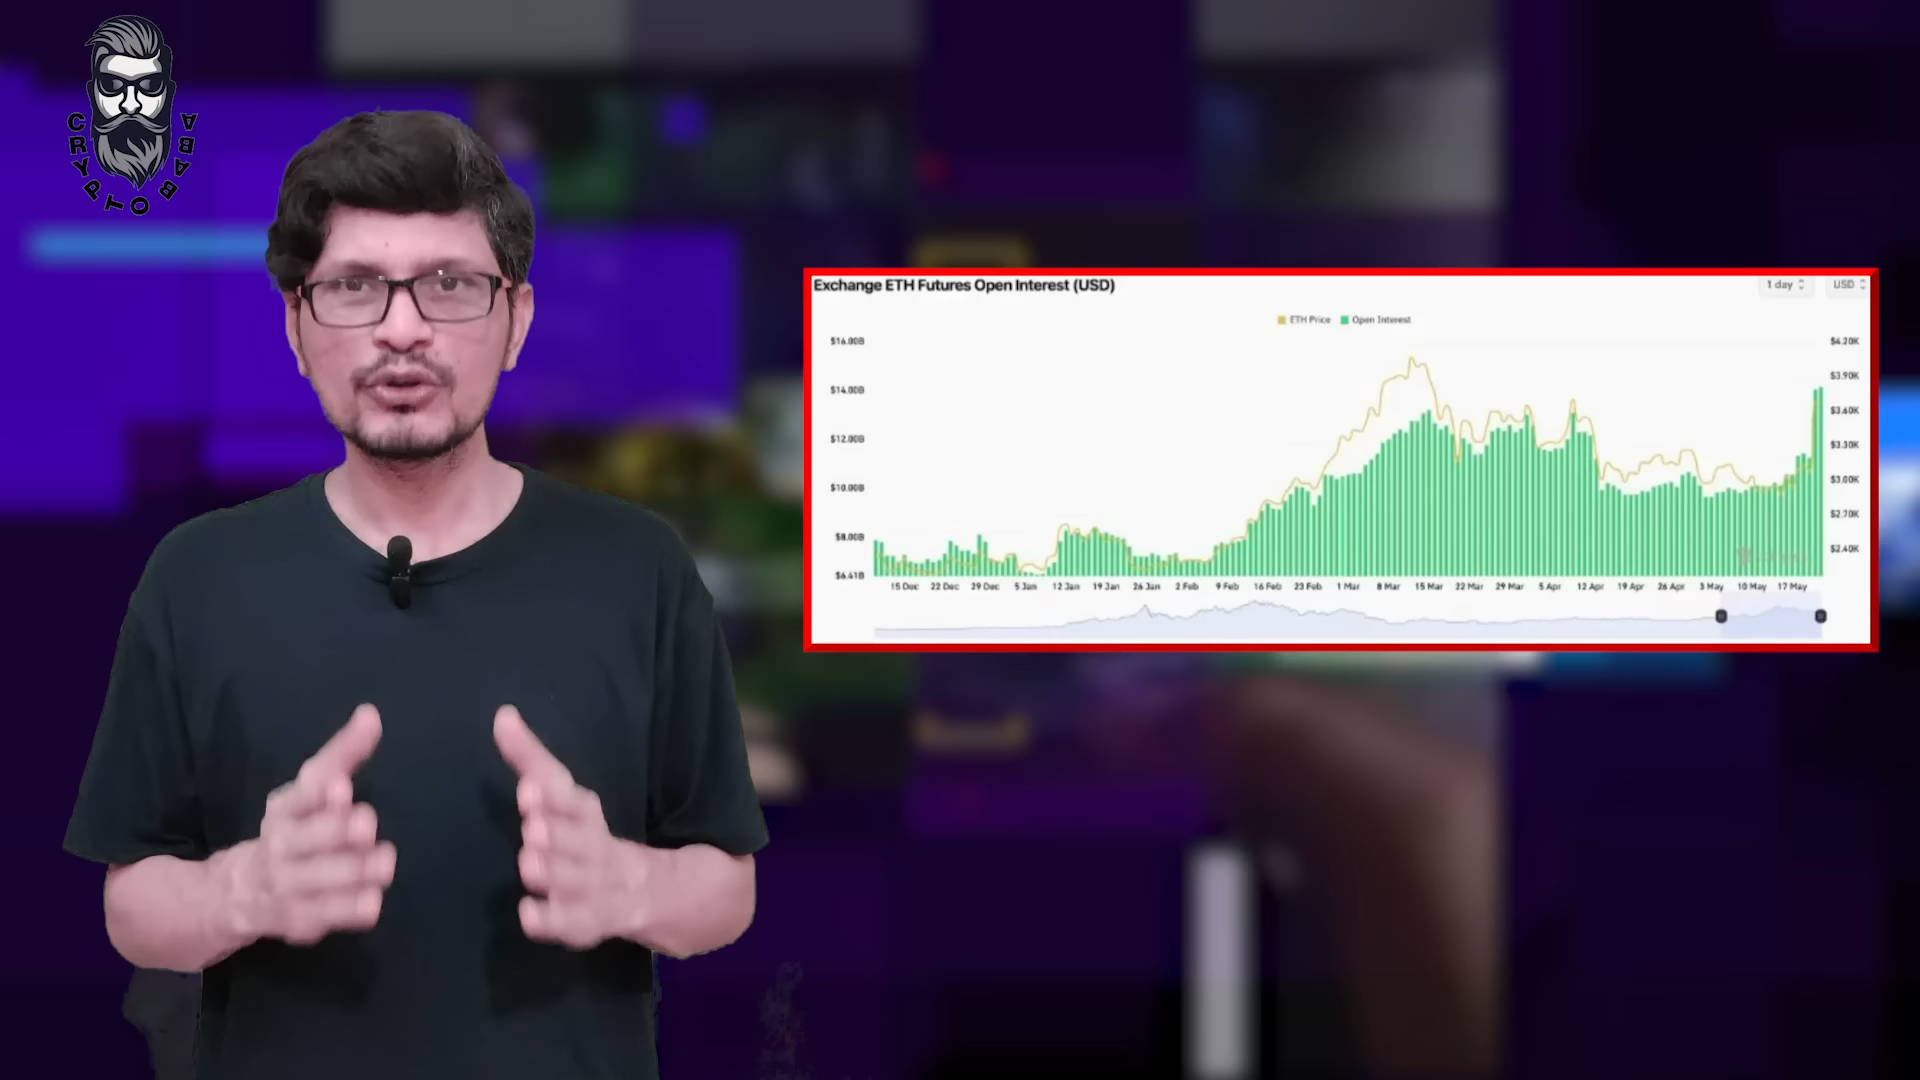 CRYPTO BABA
Exchange ETH Futures Open Interest (USD)
1 day
USD
ETH Price
Open Interest
$16.00B
$14.00B
$12.00B
$10.00B
$8.00B
$6.41B
$4.20K
$3.90K
$3.60K
$3.30K
$3.00K
$2.70K
$2.40K
15 Dec 22 Dec 29 Dec 5 Jan 12 Jan 19 Jan 26 Jan 2 Feb 9 Feb 16 Feb 23 Feb 1 Mar 8 Mar 15 Mar 22 Mar 29 Mar 5 Apr 12 Apr 19 Apr 26 Apr 3 May 10 May 17 May